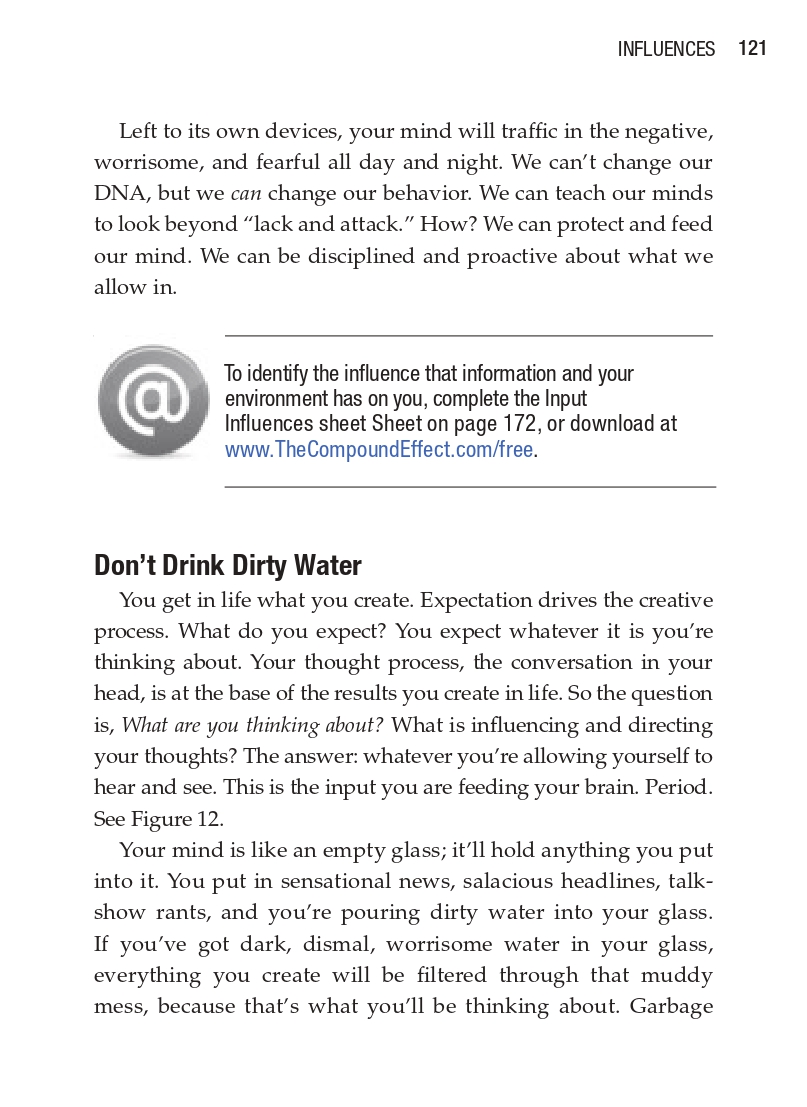 INFLUENCES 121
Left to its own devices, your mind will traffic in the negative,
worrisome, and fearful all day and night. We can’t change our
DNA, but we can change our behavior. We can teach our minds
to look beyond “lack and attack.” How? We can protect and feed
our mind. We can be disciplined and proactive about what we
allow in.
@
To identify the influence that information and your
environment has on you, complete the Input
Influences sheet Sheet on page 172, or download at
www.TheCompoundEffect.com/free.
Don’t Drink Dirty Water
You get in life what you create. Expectation drives the creative
process. What do you expect? You expect whatever it is you’re
thinking about. Your thought process, the conversation in your
head, is at the base of the results you create in life. So the question
is, What are you thinking about? What is influencing and directing
your thoughts? The answer: whatever you’re allowing yourself to
hear and see. This is the input you are feeding your brain. Period.
See Figure 12.
Your mind is like an empty glass; it’ll hold anything you put
into it. You put in sensational news, salacious headlines, talk-
show rants, and you’re pouring dirty water into your glass.
If you’ve got dark, dismal, worrisome water in your glass,
everything you create will be filtered through that muddy
mess, because that’s what you’ll be thinking about. Garbage